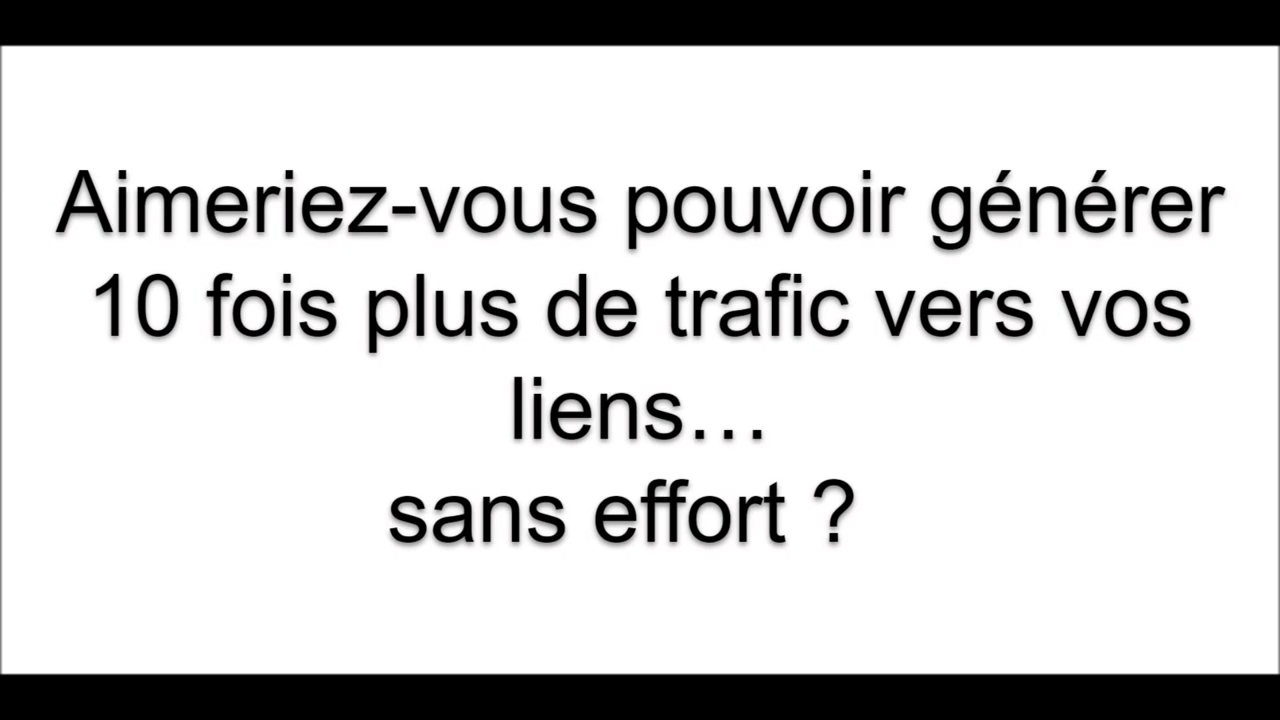 Aimeriez-vous pouvoir générer
10 fois plus de trafic vers vos
liens…
sans effort ?